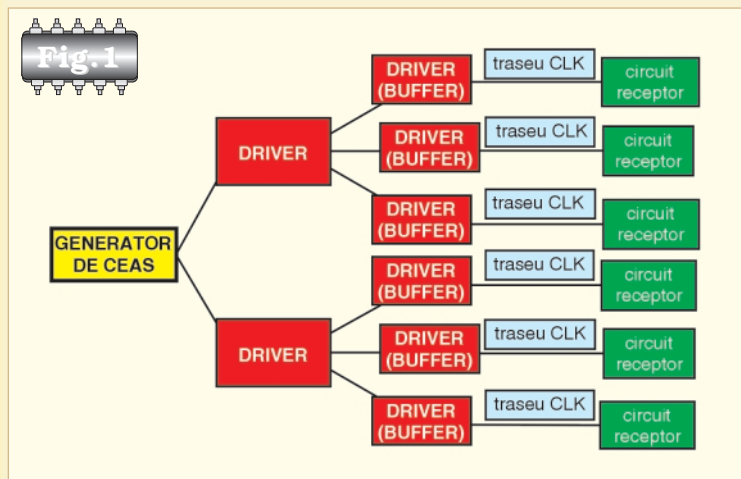 Fig.1
DRIVER
(BUFFER)
traseu CLK
circuit
receptor
DRIVER
DRIVER
(BUFFER)
traseu CLK
circuit
receptor
DRIVER
(BUFFER)
traseu CLK
circuit
receptor
GENERATOR
DE CEAS
DRIVER
(BUFFER)
traseu CLK
circuit
receptor
DRIVER
DRIVER
(BUFFER)
traseu CLK
circuit
receptor
DRIVER
(BUFFER)
traseu CLK
circuit
receptor